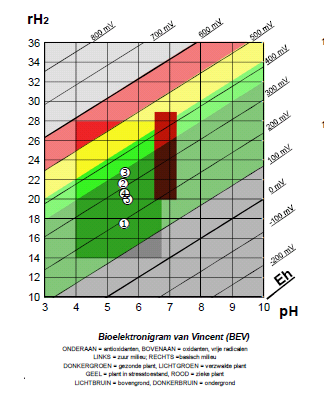 rH2
800 mV
700 mV
600 mV
500 mV
36
400 mV
34
32
300 mV
30
28
200 mV
26
24
100 mV
22
0 mV
20
18
-100 mV
16
14
-200 mV
12
10
3
2
4
5
1
Eh
3 4 5 6 7 8 9 10 pH
Bioelektronigram van Vincent (BEV)
ONDERAAN = antioxidanten, BOVENAAN = oxidanten, vrije radicalen
LINKS = zuur milieu; RECHTS =basisch milieu
DONKERGROEN = gezonde plant, LICHTGROEN = verzwakte plant
GEEL = plant in stresstoestand, ROOD = zieke plant
LICHTBRUIN = bovengrond, DONKERBRUIN = ondergrond